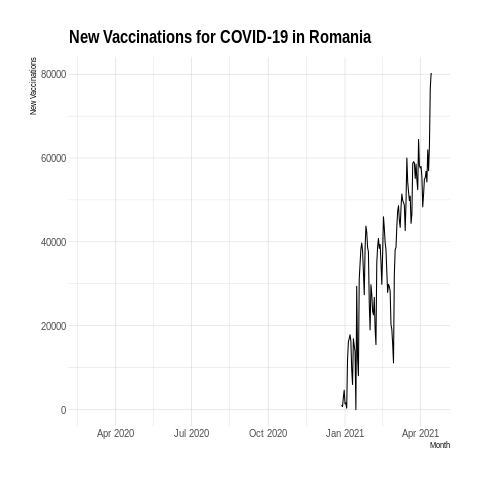 New Vaccinations for COVID-19 in Romania
New Vaccinations
80000
60000
40000
20000
0
Apr 2020 Jul 2020 Oct 2020 Jan 2021 Apr 2021
Month